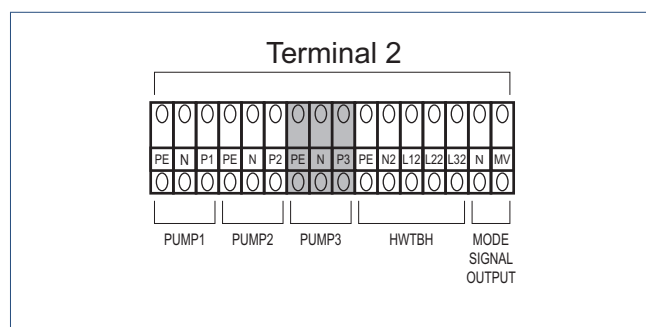 Terminal 2
PE N P1 PE N P2 PE N P3 PE N2 L12 L22 L32 N MV
PUMP1 PUMP2 PUMP3 HWTBH MODE
SIGNAL
OUTPUT